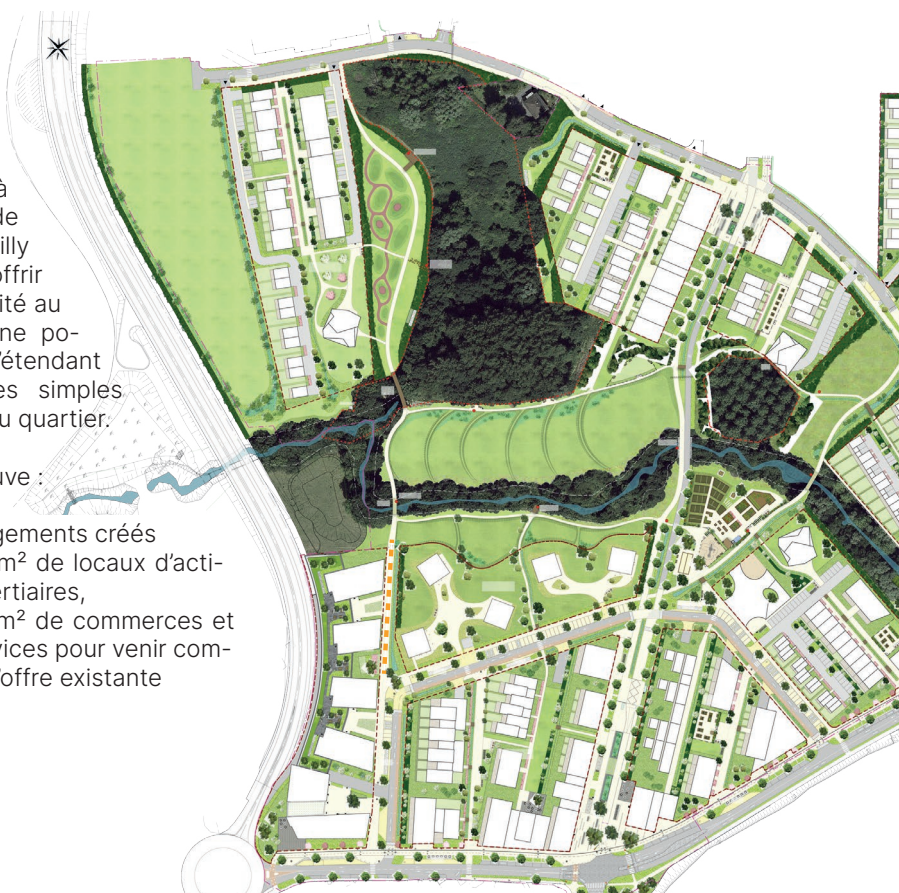 à
de
illy
offrir
ité au
ne po-
'étendant
es simples
u quartier.
uve :
gements créés
m² de locaux d'acti-
ertiaires,
m² de commerces et
vices pour venir com-
'offre existante